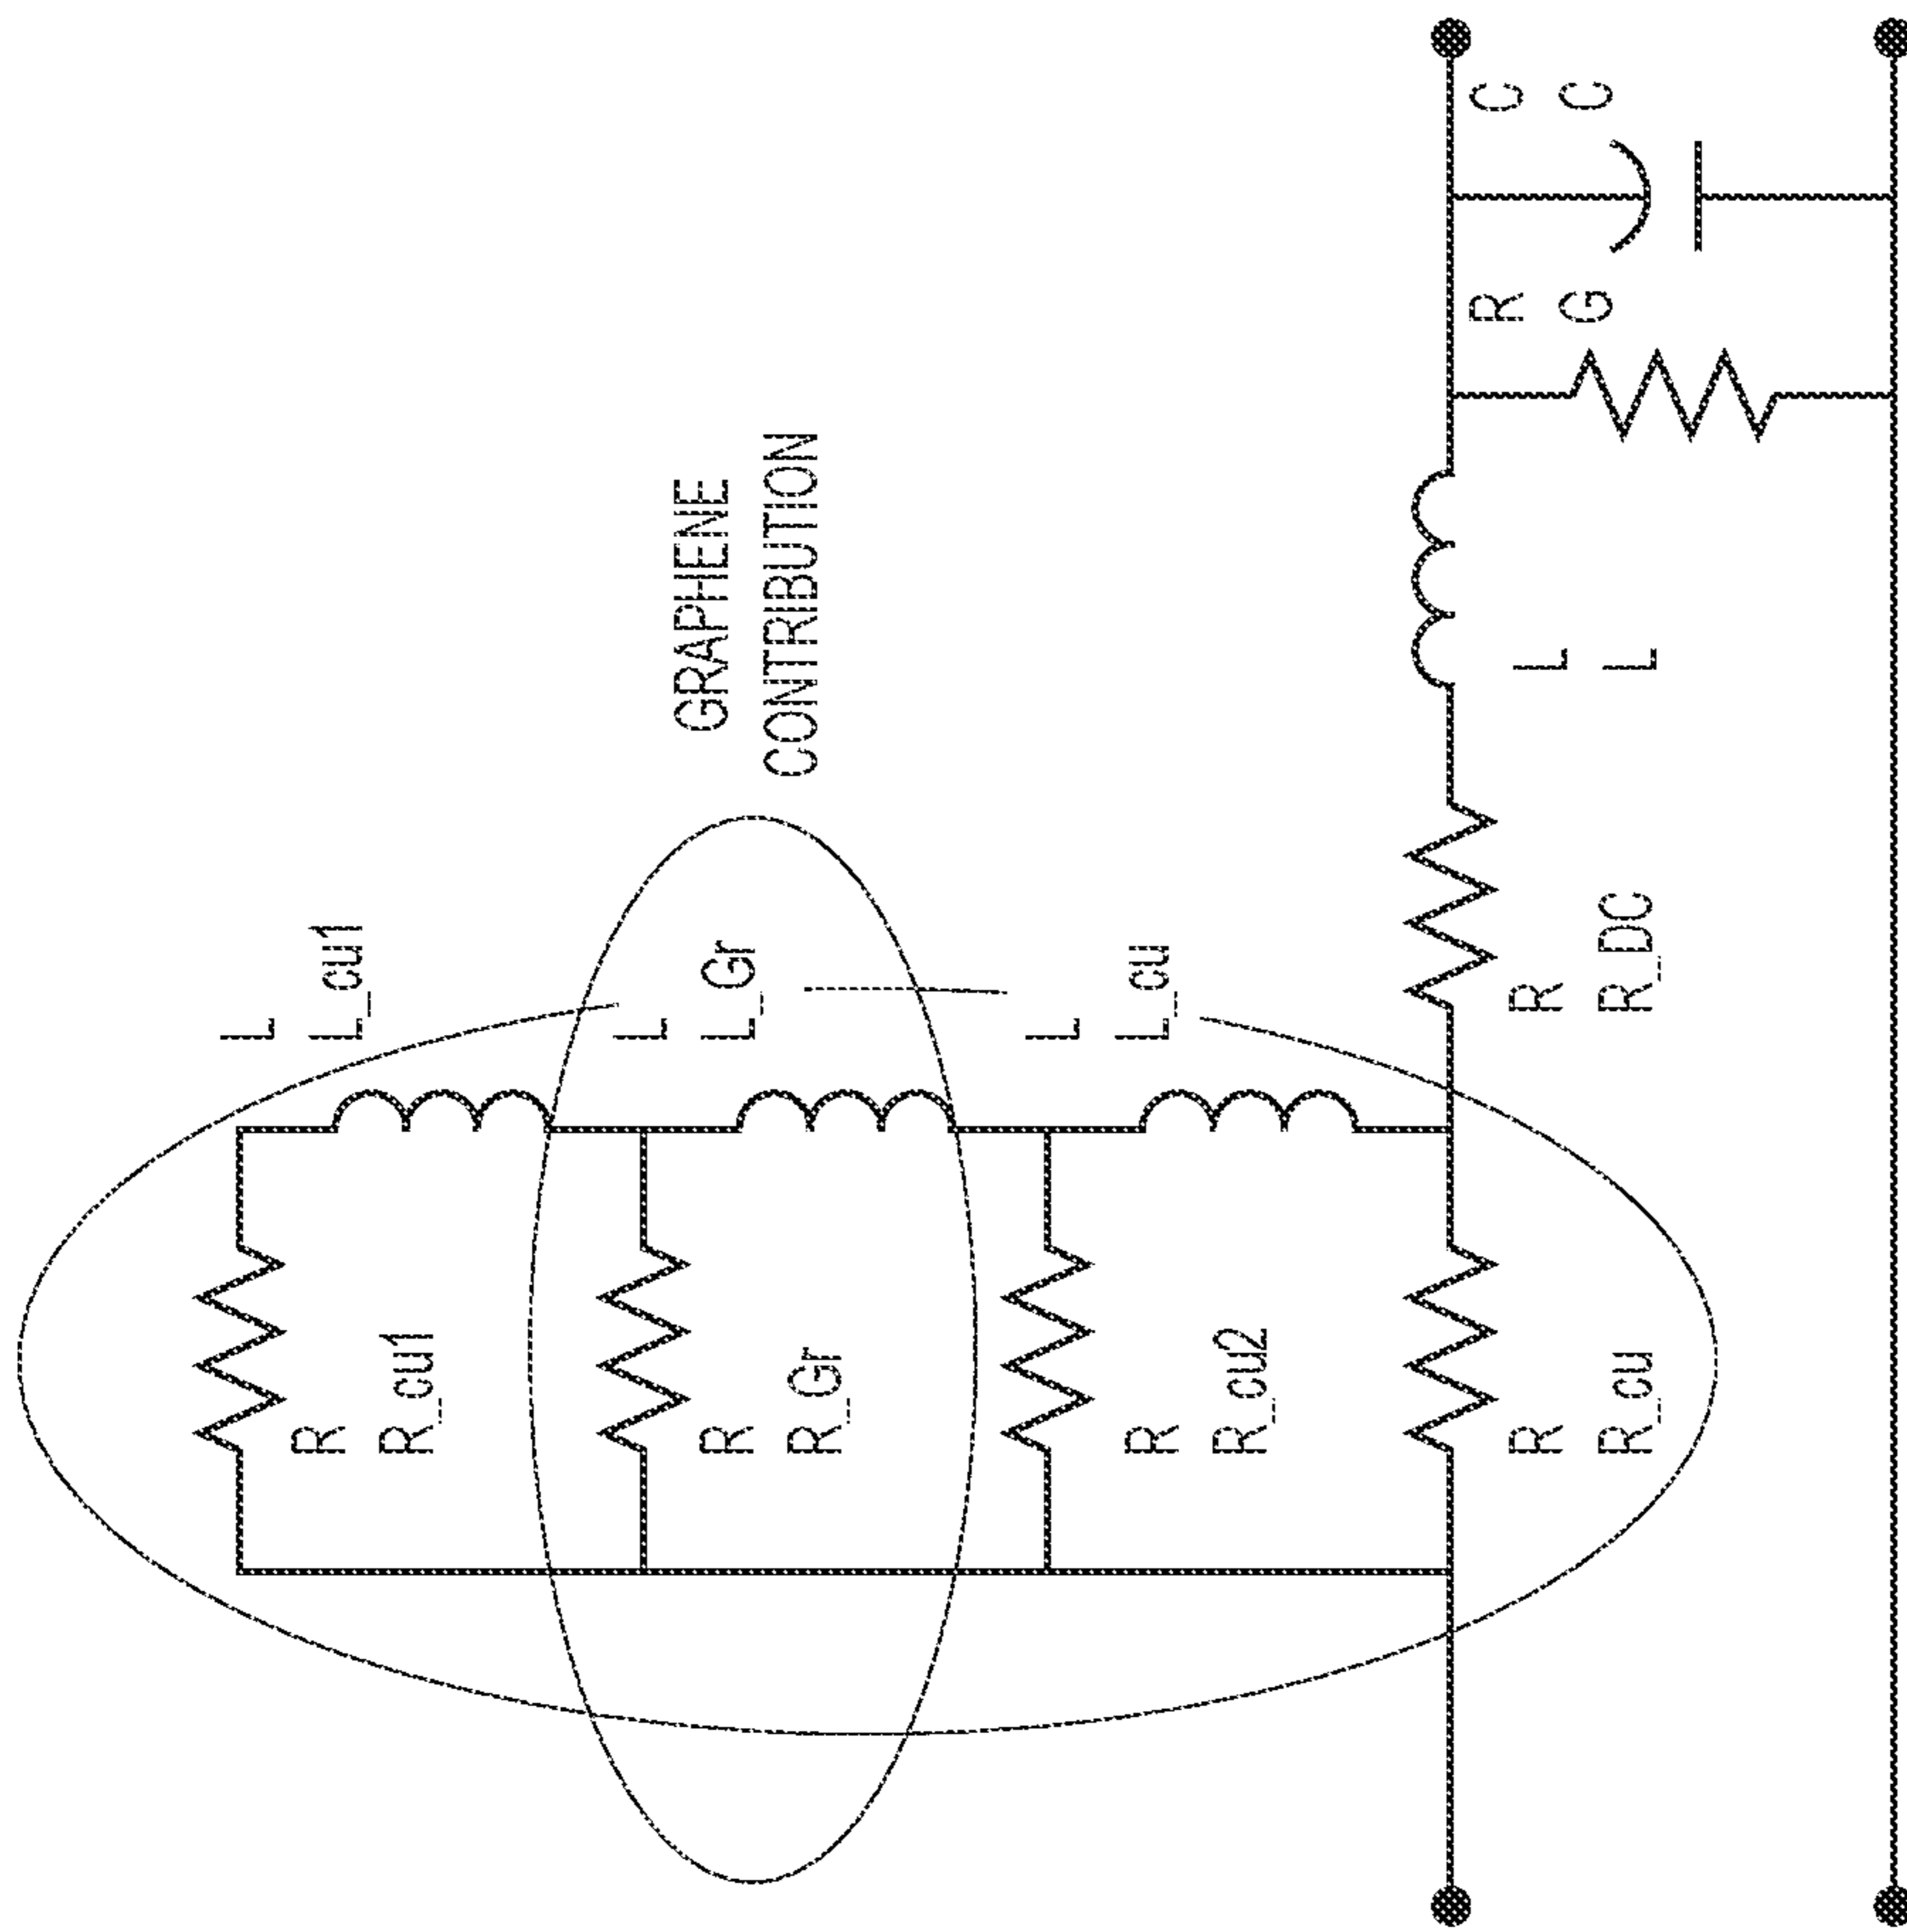 L
L_cu1
R
R_cu1
L
L_Gr
R
R_Gr
GRAPHENE
CONTRIBUTION
L
L_cu
R
R_cu2
R
R_cu
R
R_DC
L
L
R
G
C
C